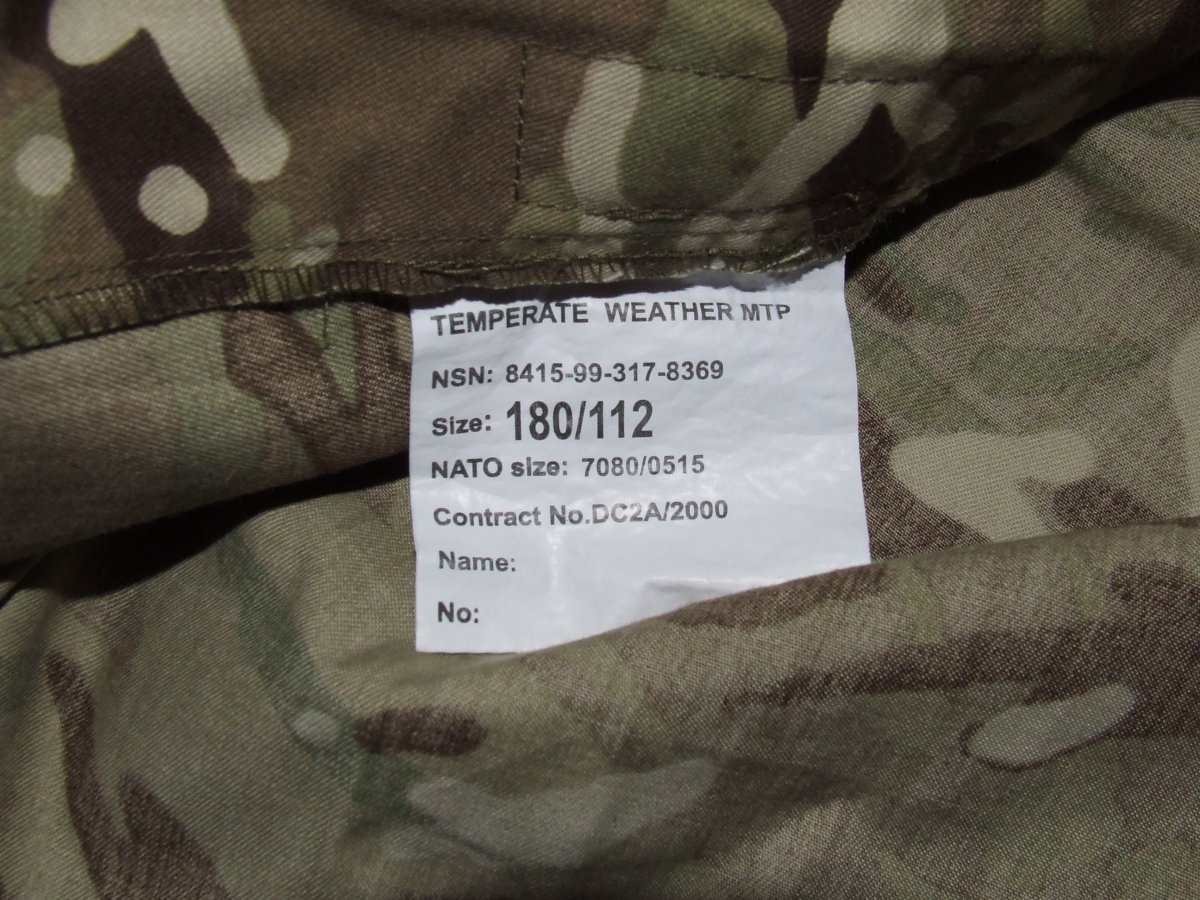 TEMPERATE WEATHER MTP
NSN: 8415-99-317-8369
Size: 180/112
NATO size: 7080/0515
Contract No.DC2A/2000
Name:
No: